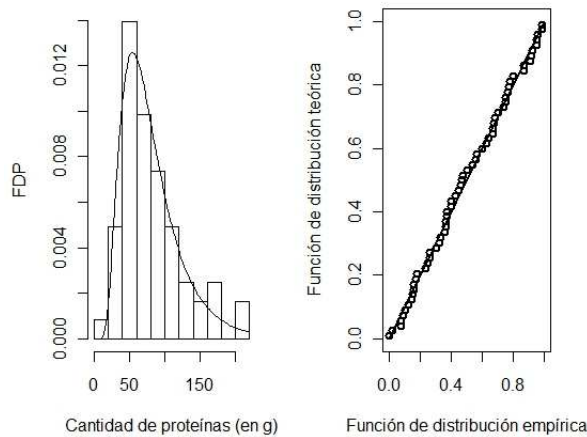 FDP
0.000
0.004
0.008
0.012
0 50 150
Cantidad de proteínas (en g)
Función de distribución teórica
0.0 0.2 0.4 0.6 0.8 1.0
0.0 0.4 0.8
Función de distribución empírica